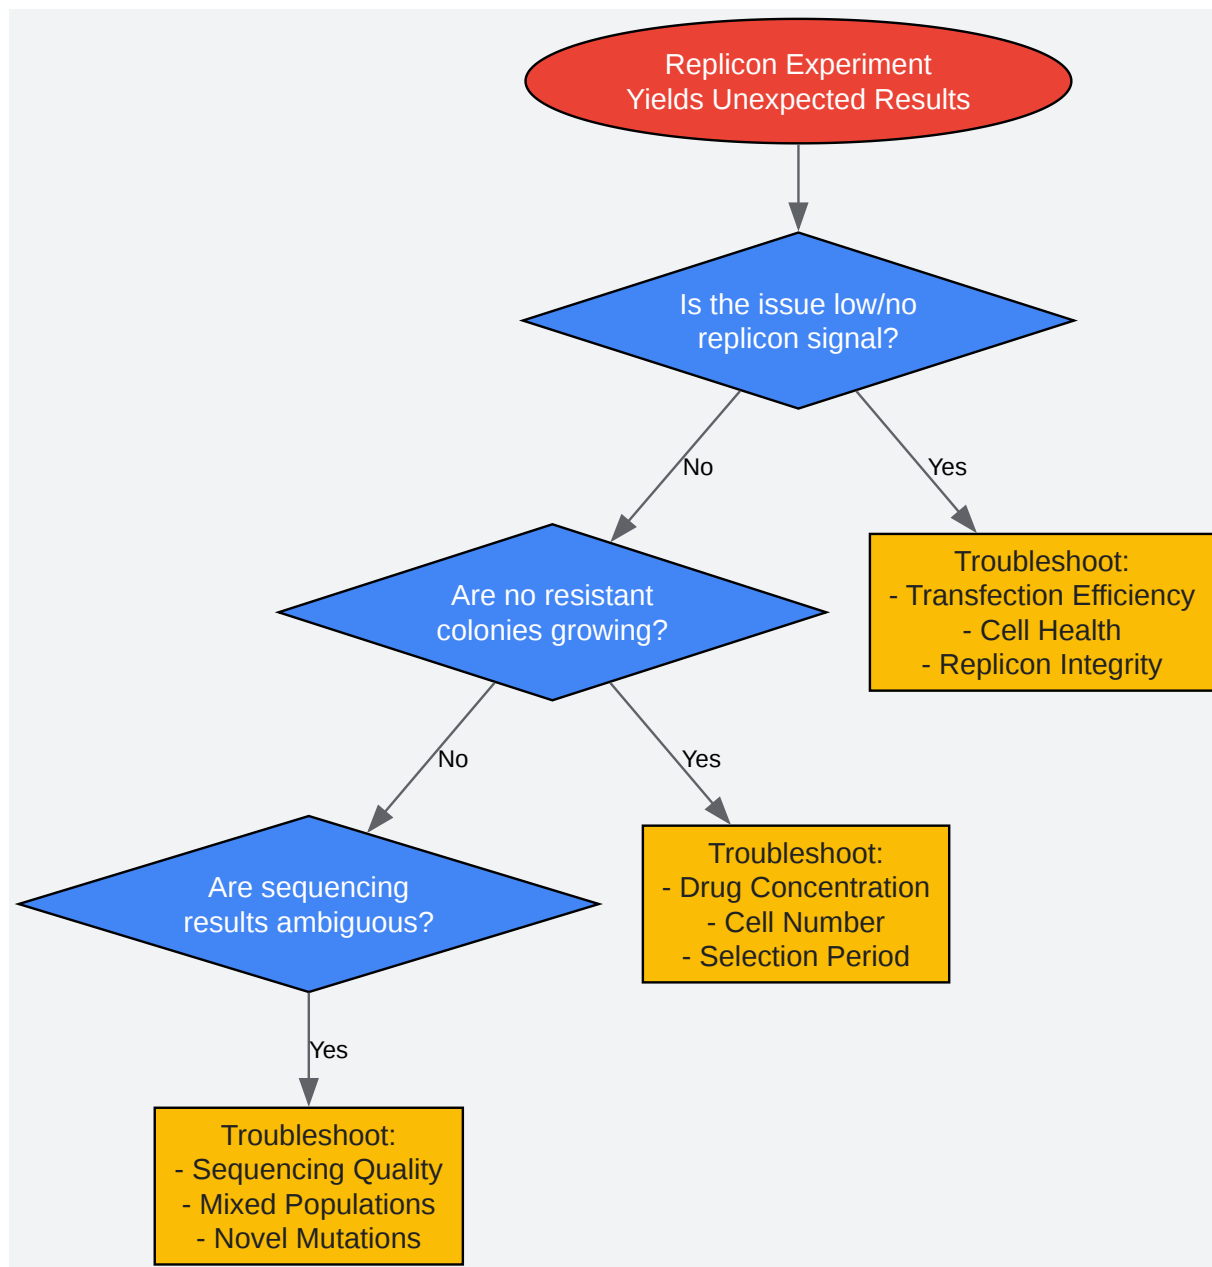 Replicon Experiment
Yields Unexpected Results
Is the issue low/no
replicon signal?
No
Yes
Are no resistant
colonies growing?
Troubleshoot:
- Transfection Efficiency
- Cell Health
- Replicon Integrity
No
Yes
Are sequencing
results ambiguous?
Troubleshoot:
- Drug Concentration
- Cell Number
- Selection Period
Yes
Troubleshoot:
- Sequencing Quality
- Mixed Populations
- Novel Mutations